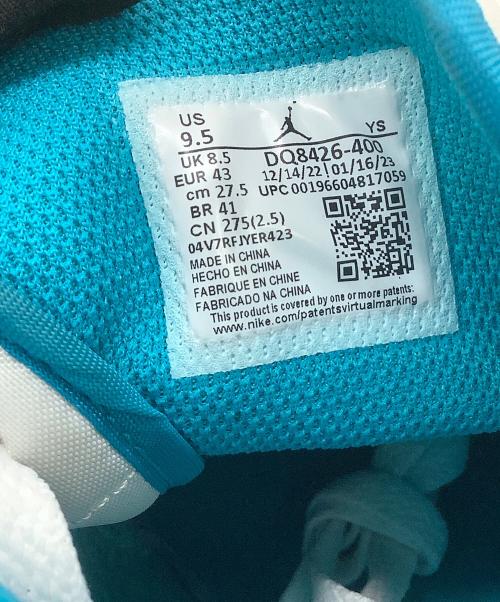 US
9.5 YS
UK 8.5 DQ8426-400
EUR 43 12/14/22 01/16/23
cm 27.5 UPC 00196604817059
BR 41
CN 275(2.5)
04V7RFJYER423
MADE IN CHINA
HECHO EN CHINA
FABRIQUE EN CHINE
FABRICADO NA CHINA
This product is covered by one or more patents:
www.nike.com/patentsvirtualmarking